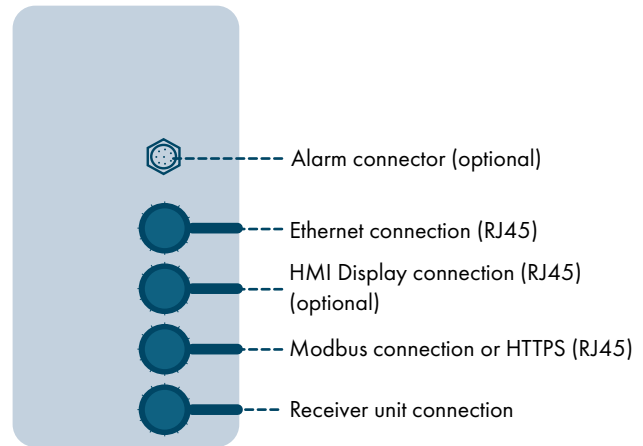 Alarm connector (optional)
Ethernet connection (RJ45)
HMI Display connection (RJ45)
(optional)
Modbus connection or HTTPS (RJ45)
Receiver unit connection